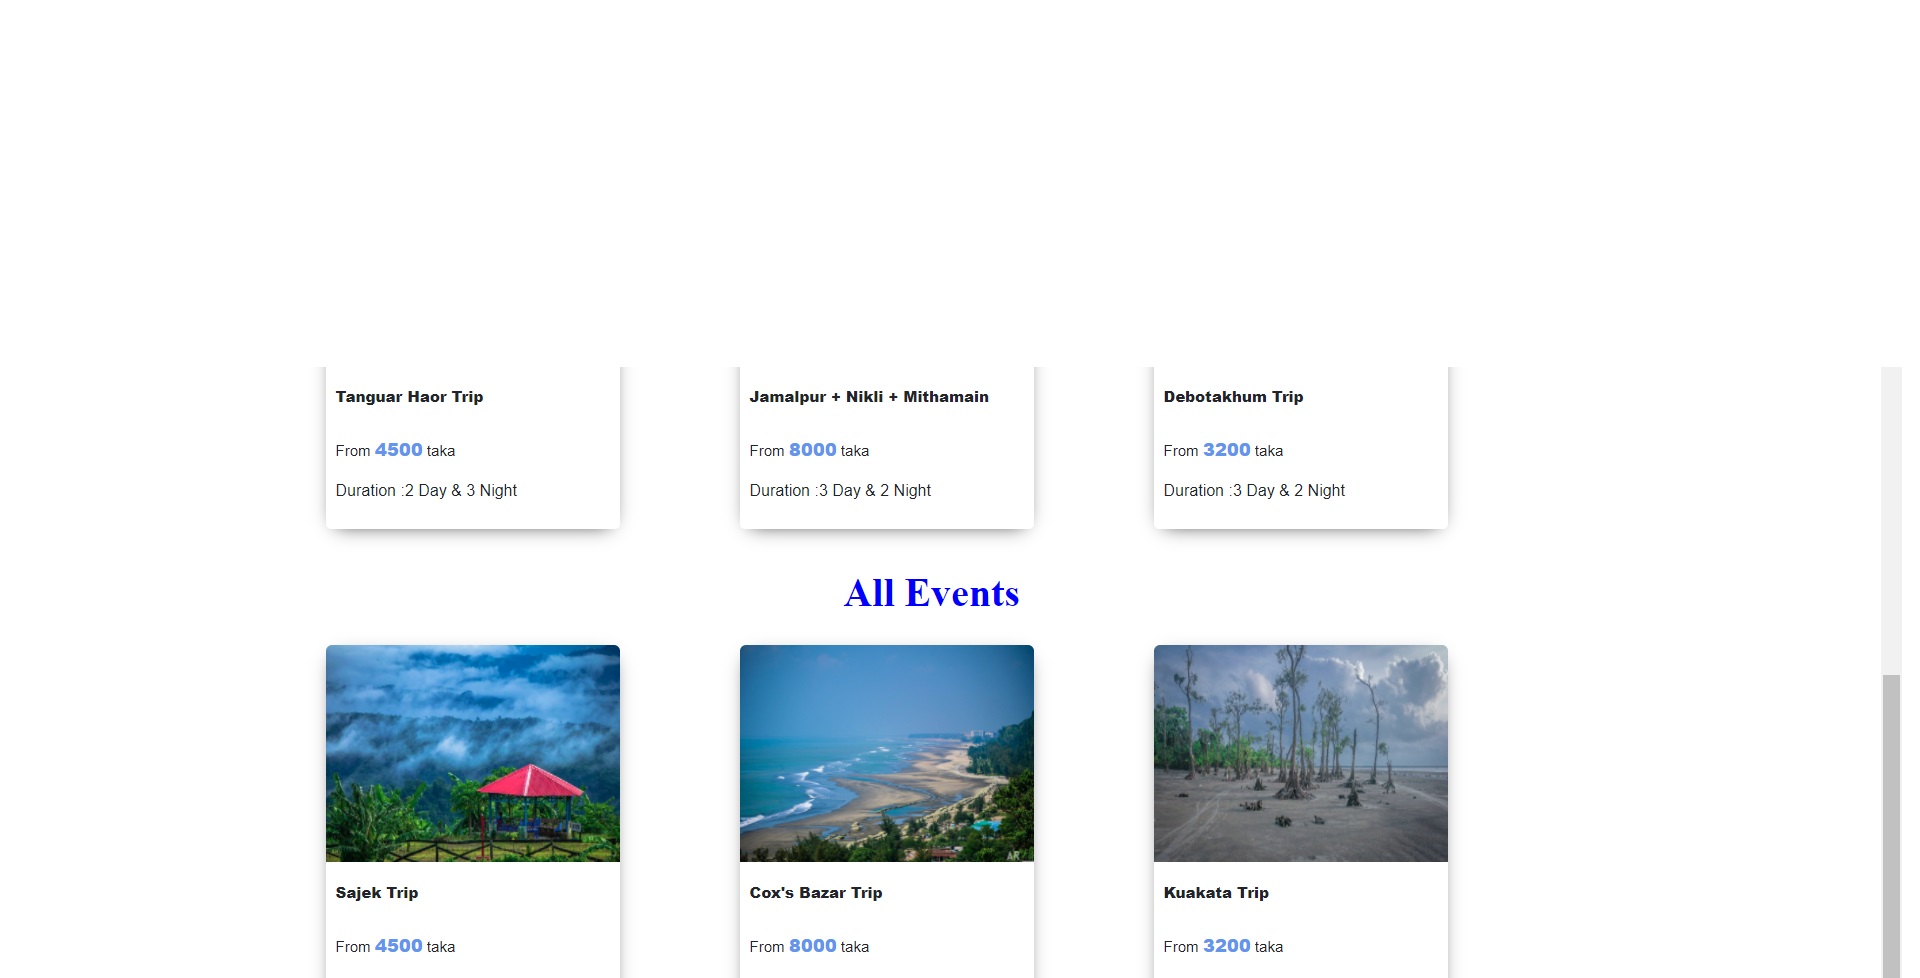 Tanguar Haor Trip
From 4500 taka
Duration :2 Day & 3 Night
Jamalpur + Nikli + Mithamain
From 8000 taka
Duration :3 Day & 2 Night
Debotakhum Trip
From 3200 taka
Duration :3 Day & 2 Night
All Events
Sajek Trip
From 4500 taka
Cox's Bazar Trip
From 8000 taka
Kuakata Trip
From 3200 taka